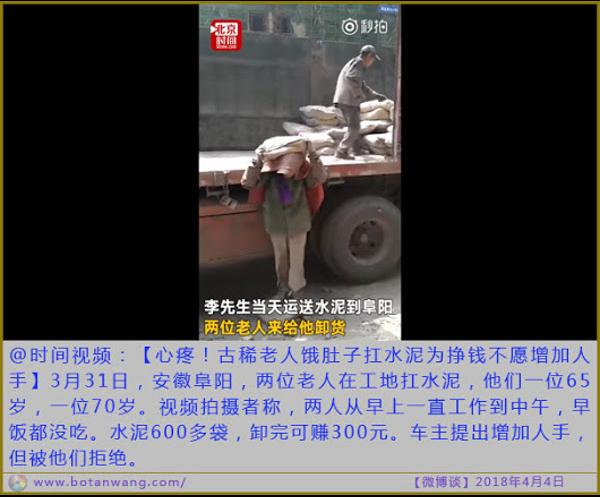 北京
时间
btime.com
秒拍
李先生当天运送水泥到阜阳
两位老人来给他卸货
@时间视频：【心疼！古稀老人饿肚子扛水泥为挣钱不愿增加人
手】3月31日，安徽阜阳，两位老人在工地扛水泥，他们一位65
岁，一位70岁。视频拍摄者称，两人从早上一直工作到中午，早
饭都没吃。水泥600多袋，卸完可赚300元。车主提出增加人手，
但被他们拒绝。
www.botanwang.com/
【微博谈】2018年4月4日